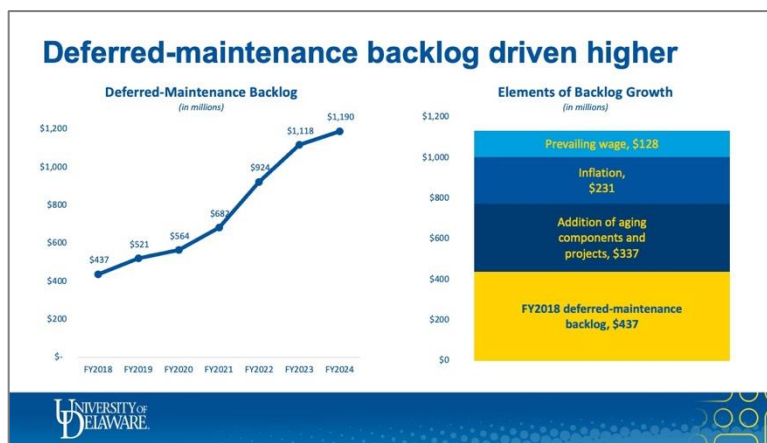 Deferred-maintenance backlog driven higher
Deferred-Maintenance Backlog
(in millions)
$1,200
$1,000
$800
$600
$400
$200
$-
$437
$521
$564
$682
$924
$1,118
$1,190
FY2018
FY2019
FY2020
FY2021
FY2022
FY2023
FY2024
Elements of Backlog Growth
(in millions)
$1,200
$1,000
$800
$600
$400
$200
$0
Prevailing wage, $128
Inflation,
$231
Addition of aging
components and
projects, $337
FY2018 deferred-maintenance
backlog, $437
UNIVERSITY OF
DELAWARE.